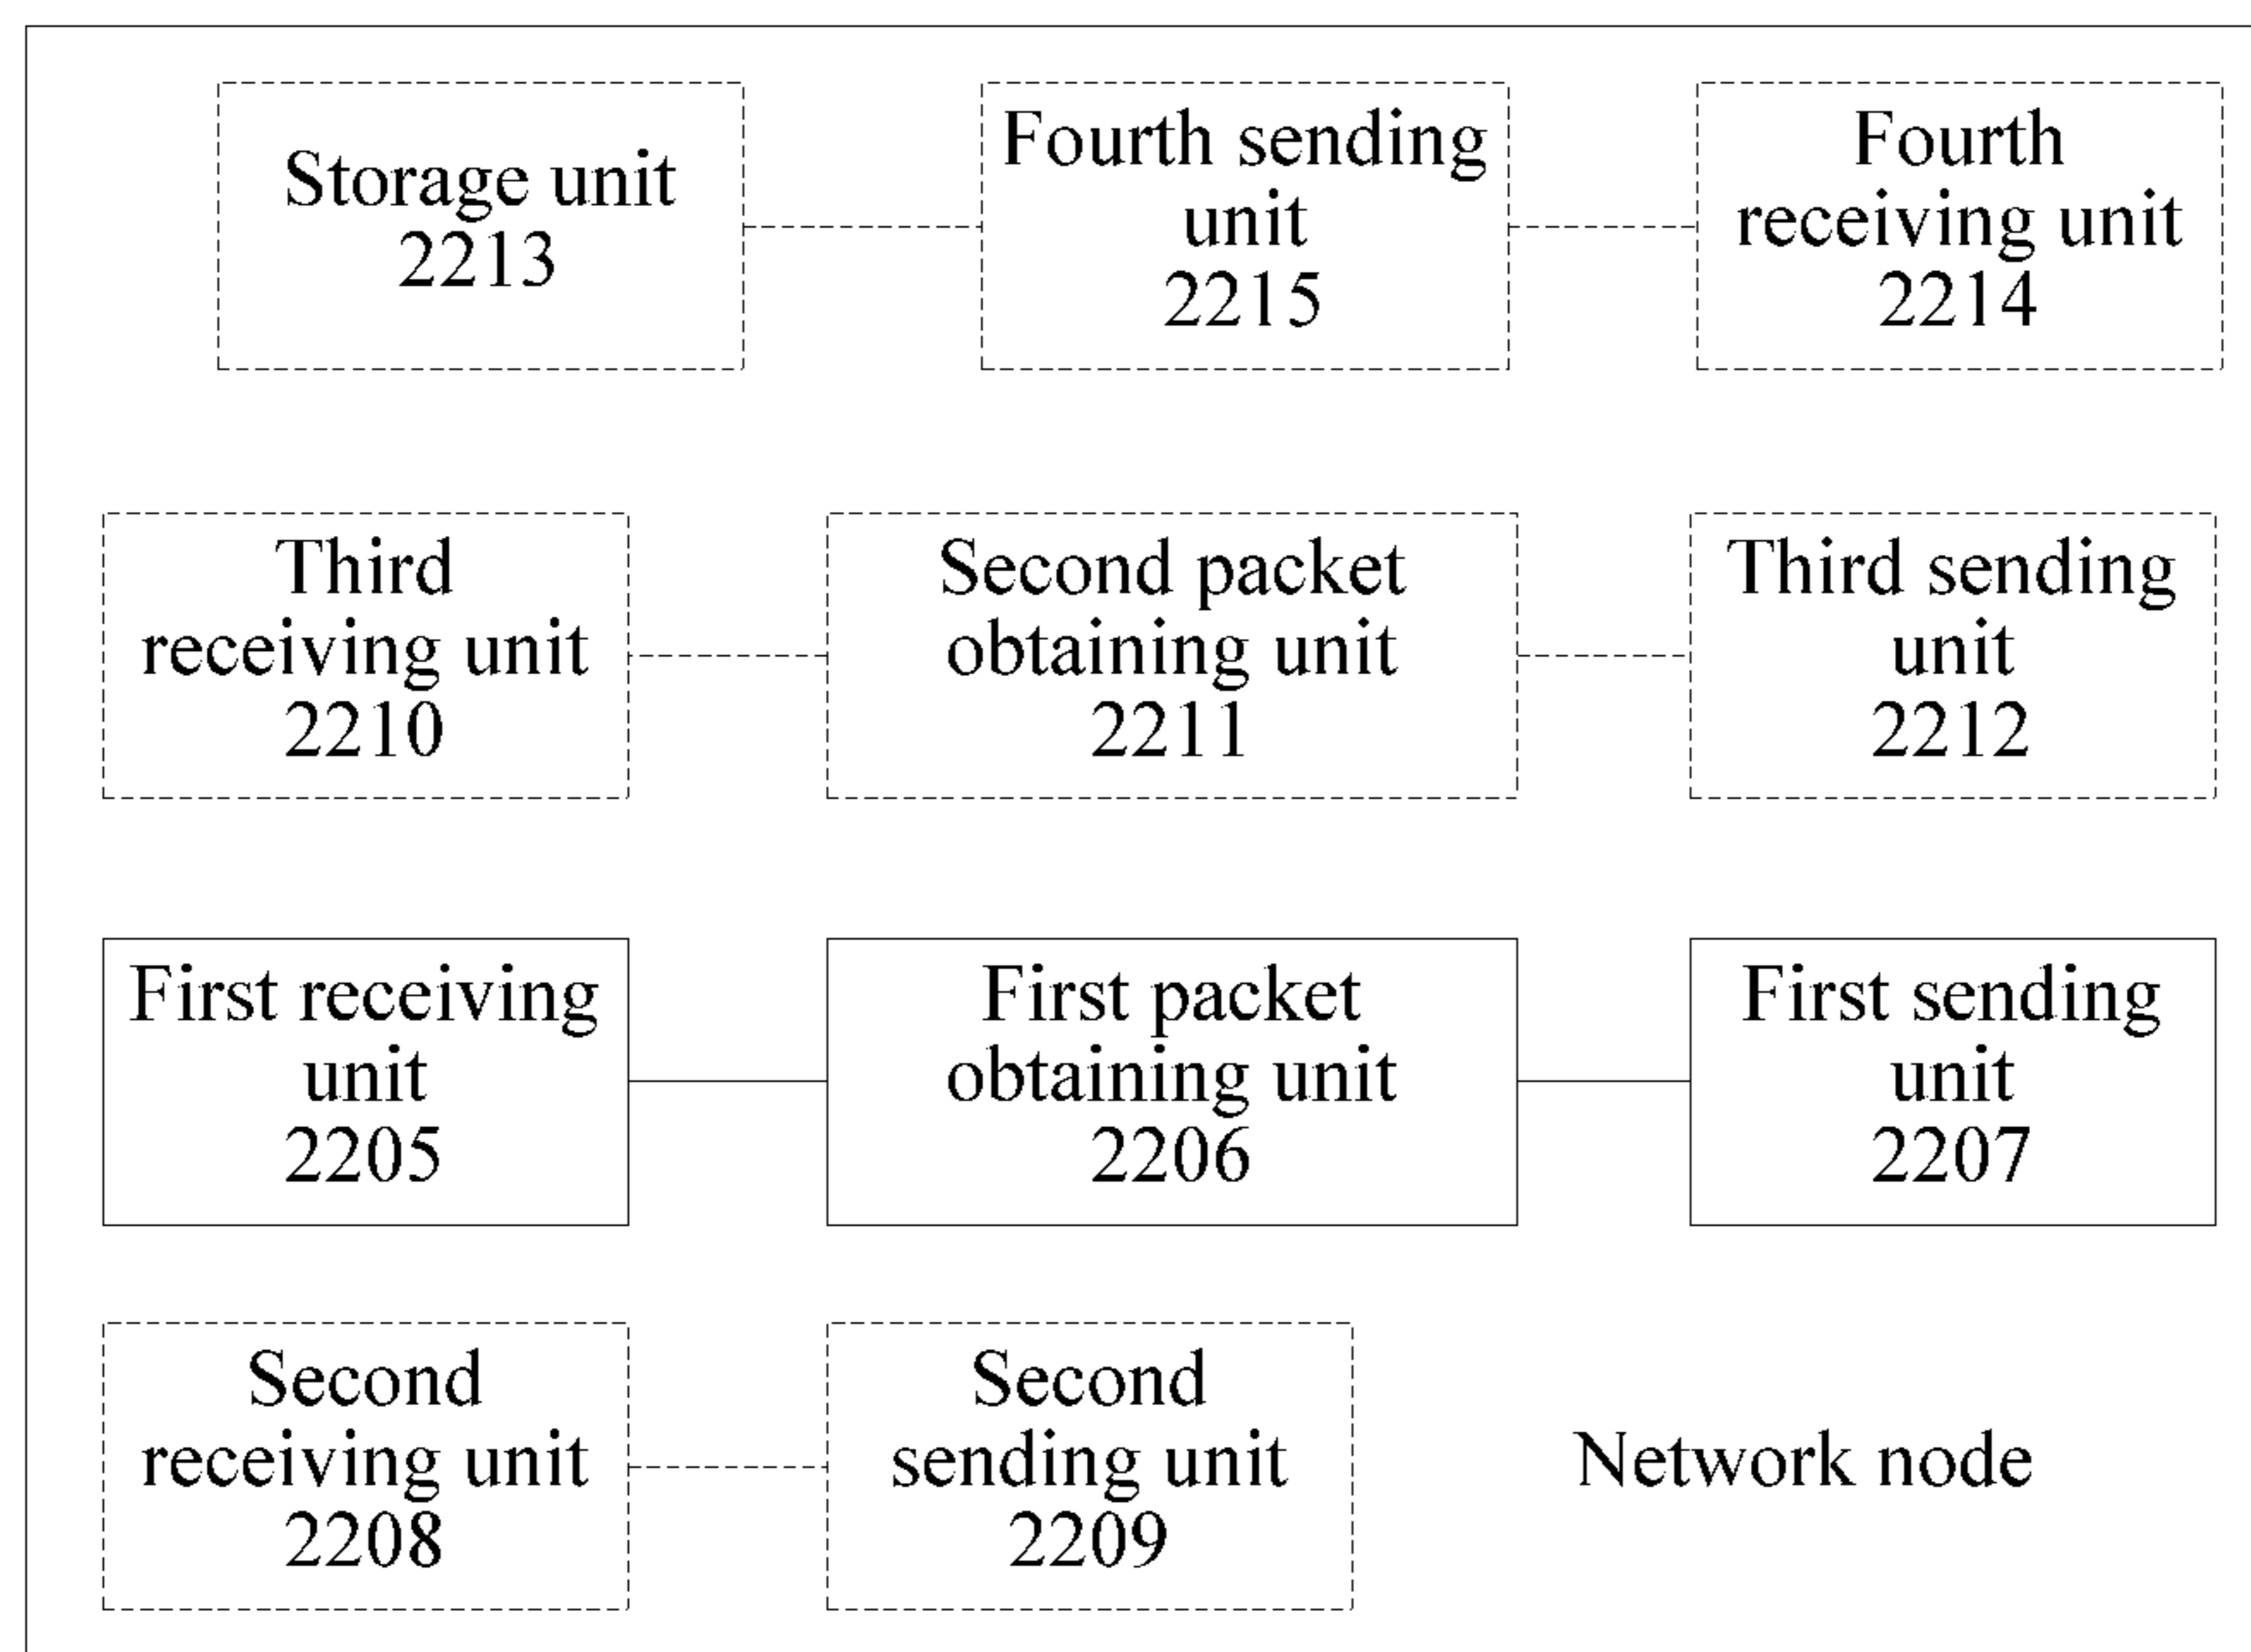 Storage unit
2213
Fourth sending
unit
2215
Fourth
receiving unit
2214
Third
receiving unit
2210
Second packet
obtaining unit
2211
Third sending
unit
2212
First receiving
unit
2205
First packet
obtaining unit
2206
First sending
unit
2207
Second
receiving unit
2208
Second
sending unit
2209
Network node